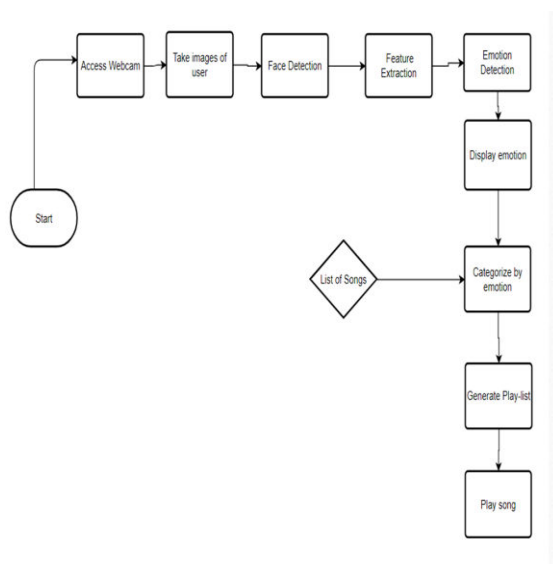 Access Webcam
Take images of
user
Face Detection
Feature
Extraction
Emotion
Detection
Display emotion
Start
List of Songs
Categorize by
emotion
Generate Play-list
Play song